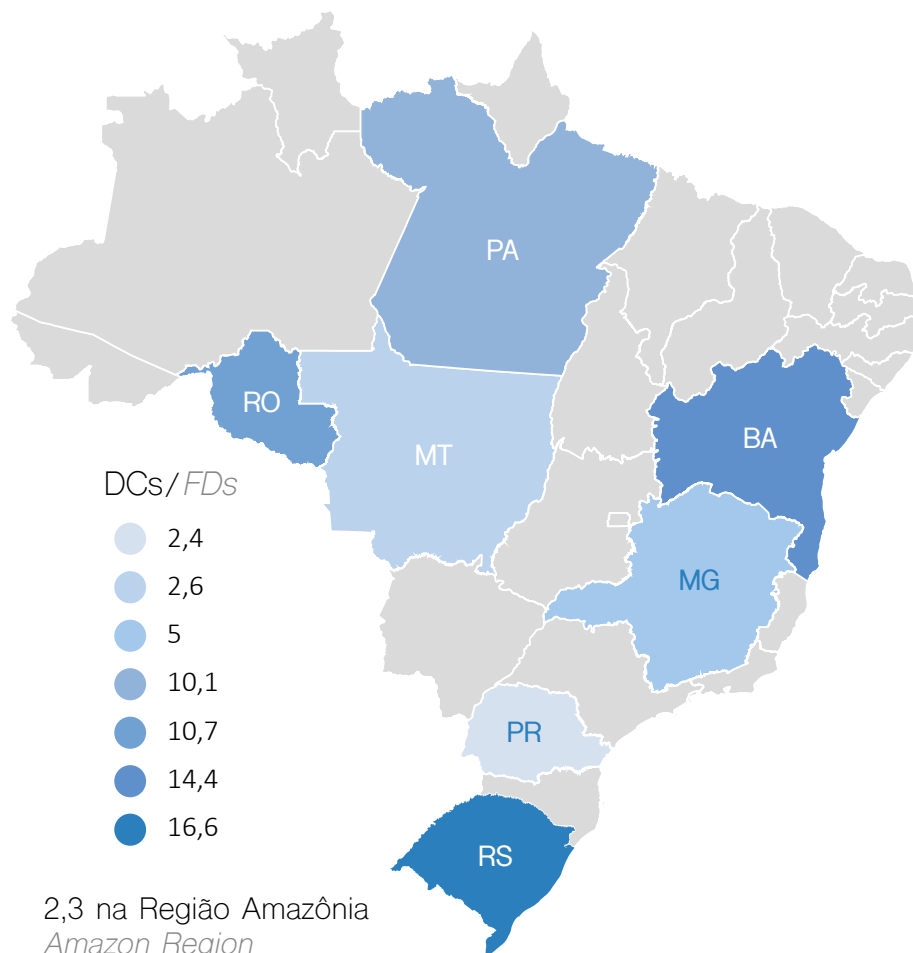 PA
RO
MT
BA
DCs/FDs
2,4
2,6
MG
5
10,1
10,7
PR
14,4
16,6
RS
2,3 na Região Amazônia
Amazon Region